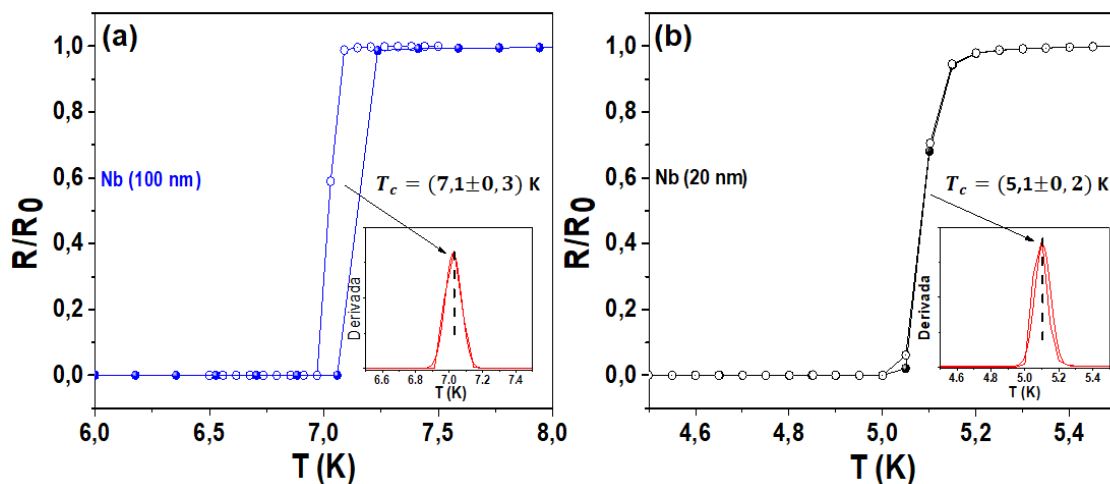 (a)
R/R0
1,0
0,8
0,6
0,4
0,2
0,0
Nb (100 nm)
T_c = (7,1±0,3) K
Derivada
6.6 7.0 7.2 7.4
T (K)
6,0 6,5 7,0 7,5 8,0
T (K)
(b)
R/R0
1,0
0,8
0,6
0,4
0,2
0,0
Nb (20 nm)
T_c = (5,1±0,2) K
Derivada
4.6 4.8 5.0 5.2 5.4
T (K)
4,6 4,8 5,0 5,2 5,4
T (K)